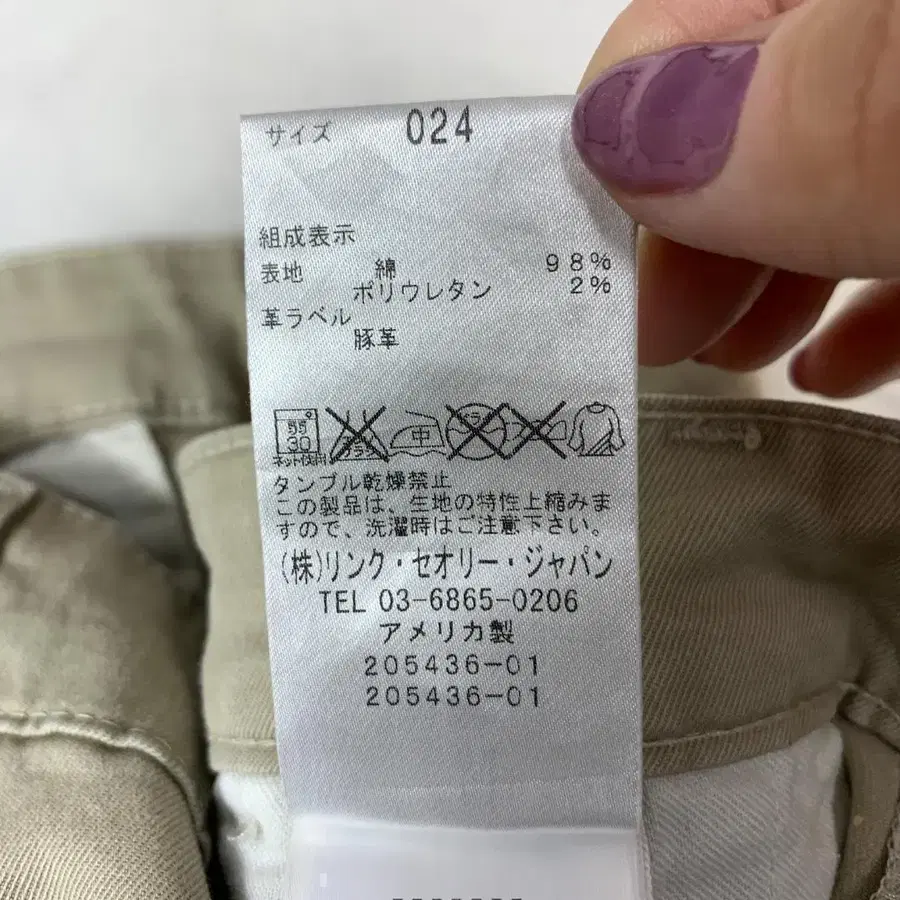 サイズ 024
組成表示
表地 綿 98%
ポリウレタン 2%
革ラベル
豚革
弱 30 中
ネット使用
タンブル乾燥禁止
この製品は、生地の特性上縮みま
すので、洗濯時はご注意下さい。
(株)リンク・セオリー・ジャパン
TEL 03-6865-0206
アメリカ製
205436-01
205436-01